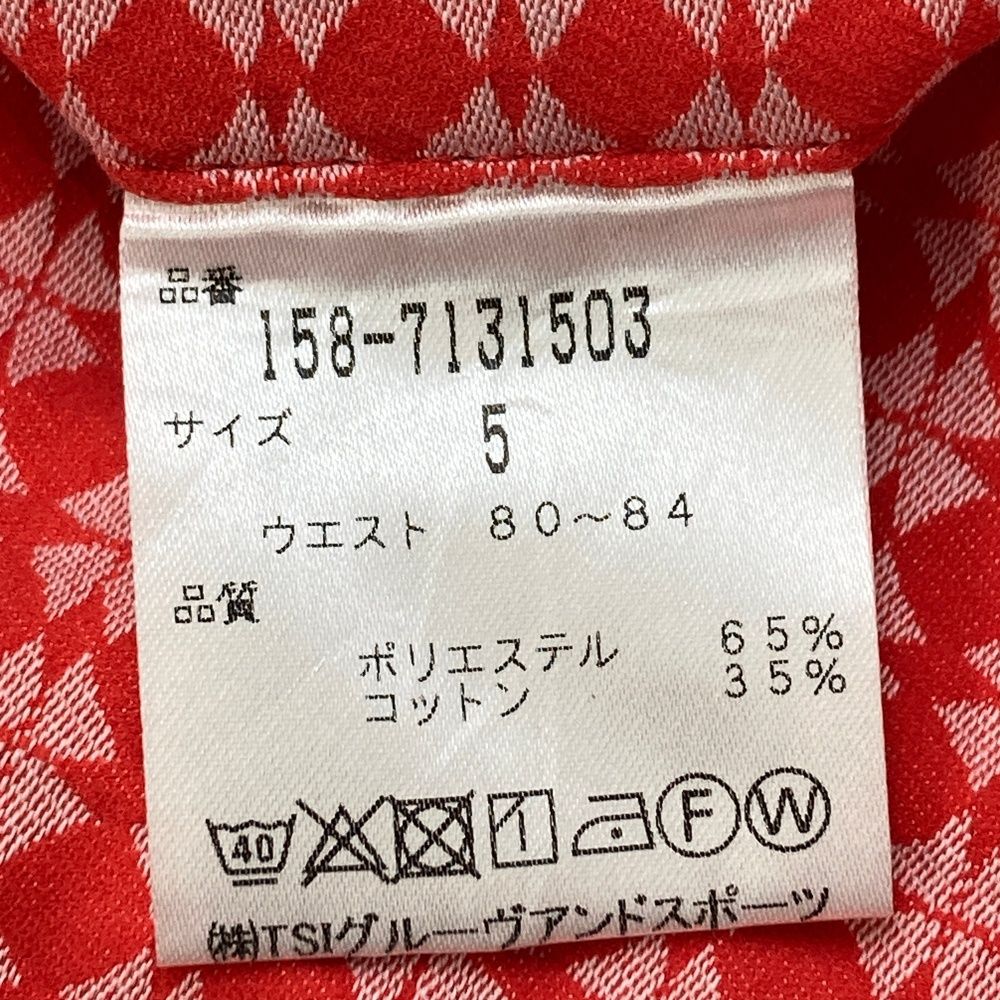 品番
158-7131503
サイズ 5
ウエスト 80～84
品質
ポリエステル 65%
コットン 35%
40 F W
(株)TSIグルーヴアンドスポーツ